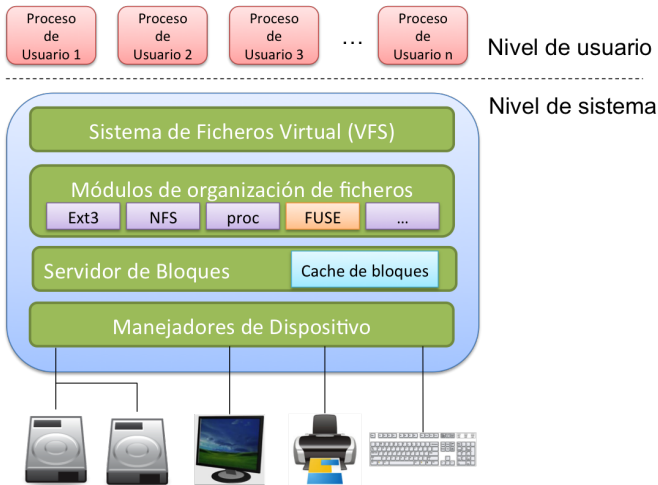 Proceso
de
Usuario 1
Proceso
de
Usuario 2
Proceso
de
Usuario 3
...
Proceso
de
Usuario n
Nivel de usuario
Nivel de sistema
Sistema de Ficheros Virtual (VFS)
Módulos de organización de ficheros
Ext3
NFS
proc
FUSE
...
Servidor de Bloques
Cache de bloques
Manejadores de Dispositivo